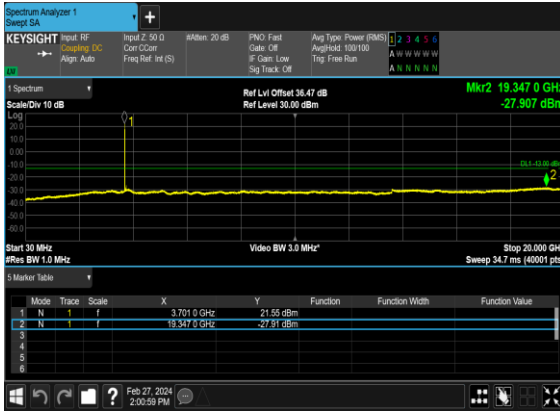 Spectrum Analyzer 1
Swept SA
+
KEYSIGHT Input: RF Input Z: 50 Ω #Atten: 20 dB PNO: Fast Avg Type: Power (RMS) 1 2 3 4 5 6
Coupling: DC Corr CCorr Gate: Off Avg|Hold: 100/100 A W W W W W
Align: Auto Freq Ref: Int (S) IF Gain: Low Trig: Free Run
Sig Track: Off A N N N N N
1 Spectrum Ref Lvl Offset 36.47 dB Mkr2 19.347 0 GHz
Scale/Div 10 dB Ref Level 30.00 dBm -27.907 dBm
Log
20.0
10.0
0.00
-10.0
-20.0
-30.0
-40.0
-50.0
-60.0
1
DL1 -13.00 dBm
2
Start 30 MHz Video BW 3.0 MHz* Stop 20.000 GH
#Res BW 1.0 MHz Sweep 34.7 ms (40001 pts
5 Marker Table
Mode Trace Scale X Y Function Function Width Function Value
1 N 1 f 3.701 0 GHz 21.55 dBm
2 N 1 f 19.347 0 GHz -27.91 dBm
3
4
5
6
? Feb 27, 2024
2:00:59 PM